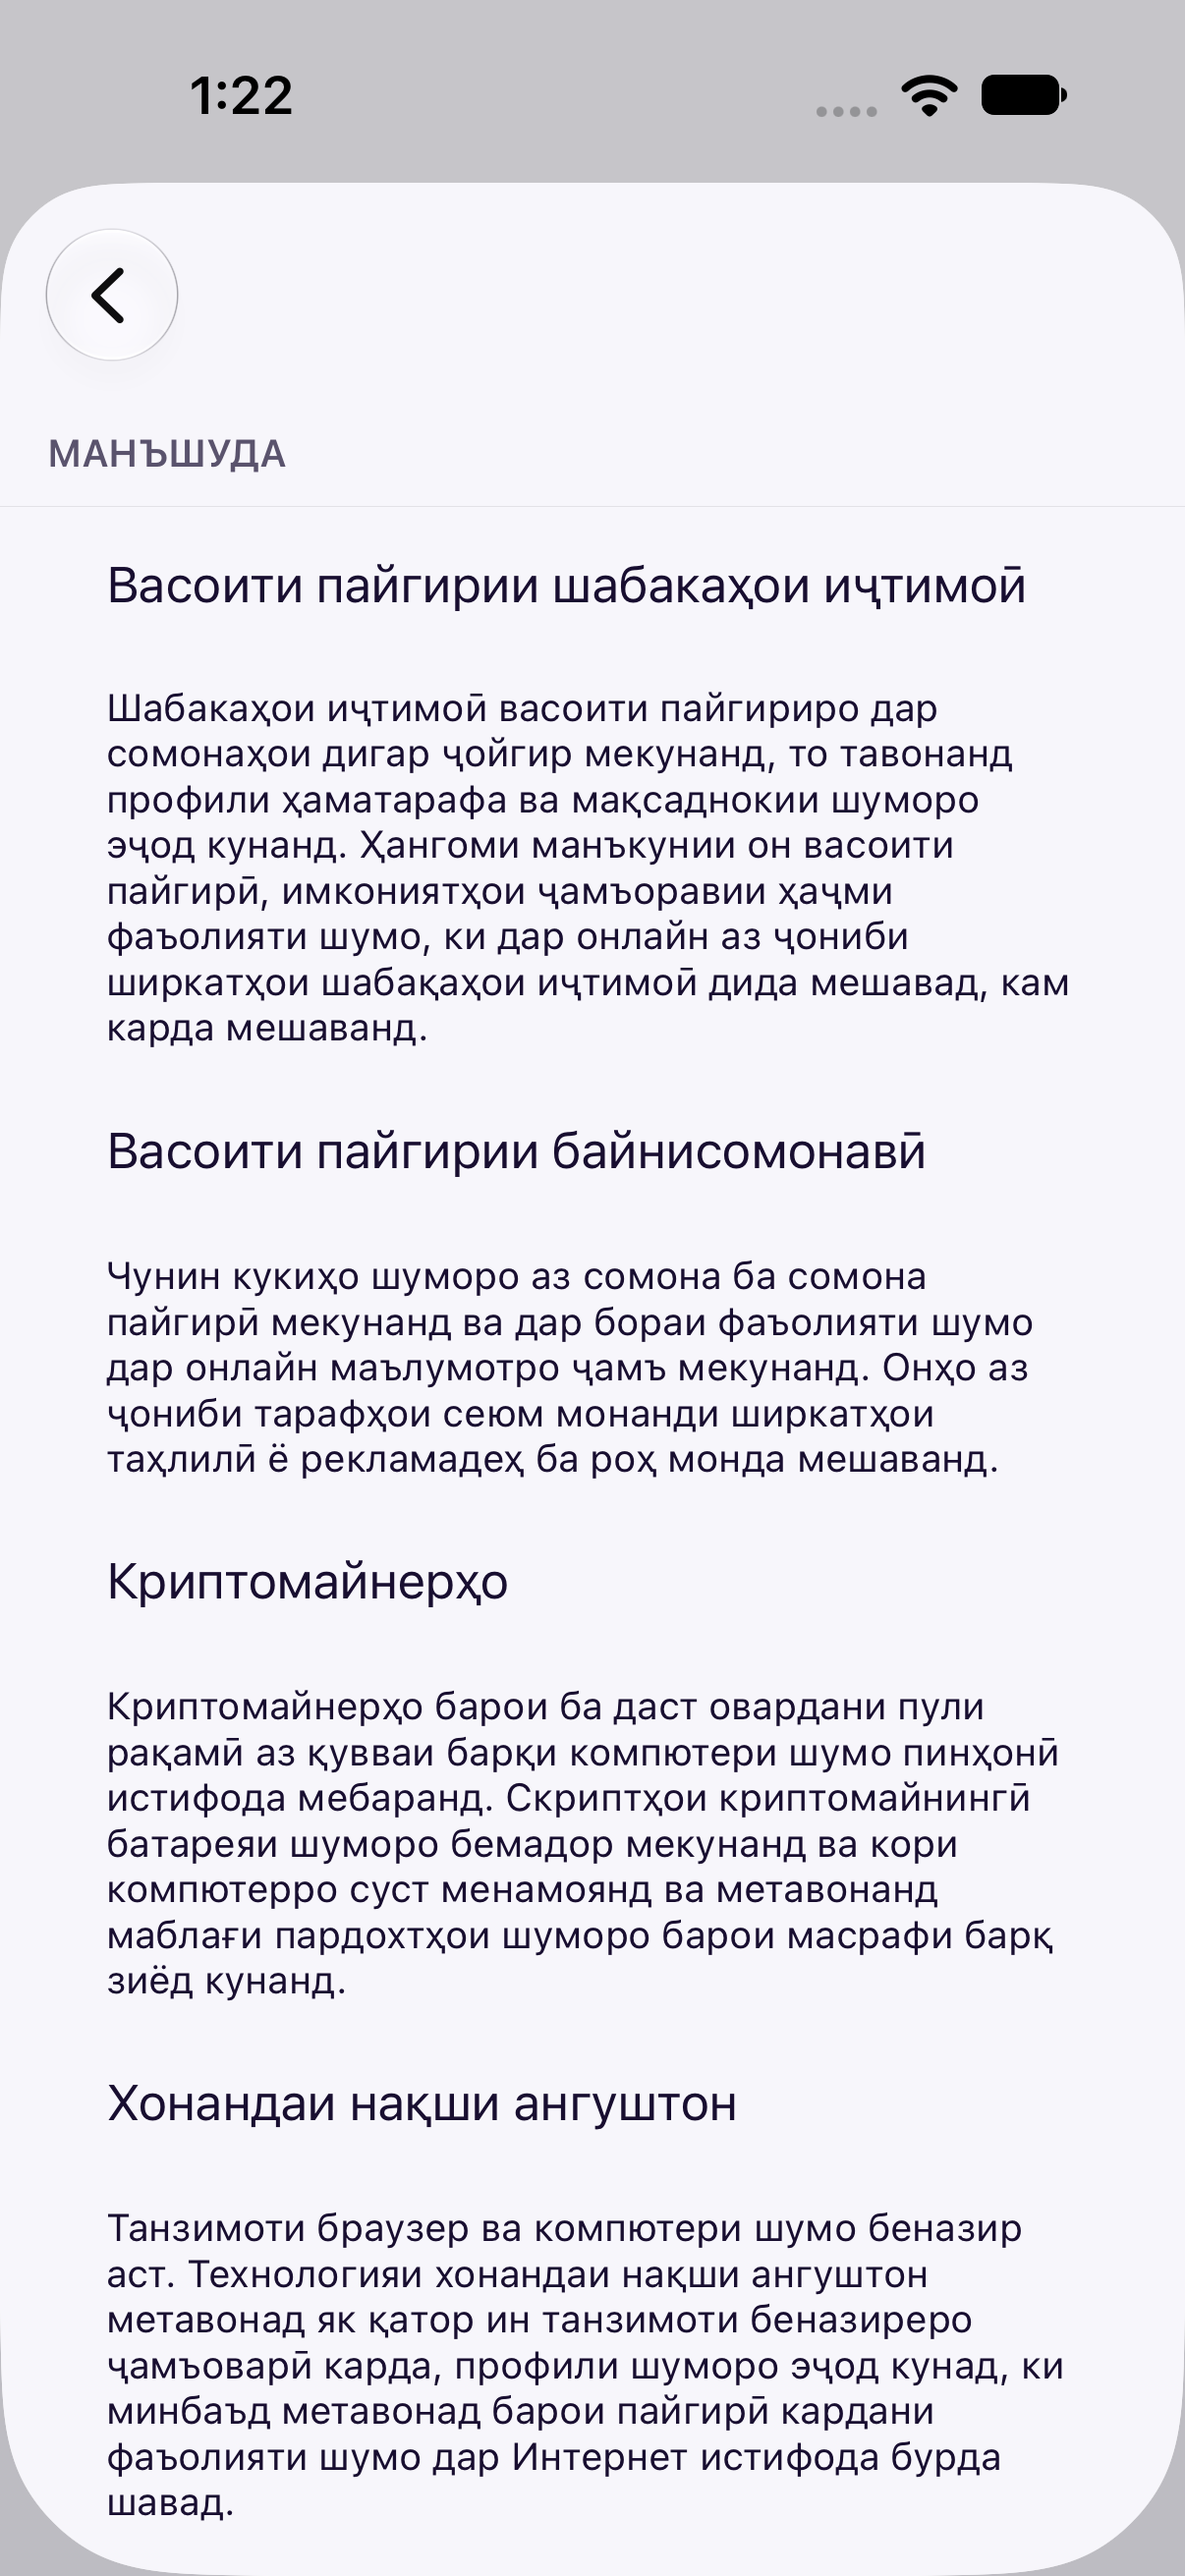 1:22
МАНЪШУДА
Васоити пайгирии шабакаҳои иҷтимоӣ
Шабакаҳои иҷтимоӣ васоити пайгириро дар
сомонаҳои дигар ҷойгир мекунанд, то тавонанд
профили ҳаматарафа ва мақсаднокии шуморо
эҷод кунанд. Ҳангоми манъкунии он васоити
пайгирӣ, имкониятҳои ҷамъоравии ҳаҷми
фаъолияти шумо, ки дар онлайн аз ҷониби
ширкатҳои шабақаҳои иҷтимоӣ дида мешавад, кам
карда мешаванд.
Васоити пайгирии байнисомонавӣ
Чунин кукиҳо шуморо аз сомона ба сомона
пайгирӣ мекунанд ва дар бораи фаъолияти шумо
дар онлайн маълумотро ҷамъ мекунанд. Онҳо аз
ҷониби тарафҳои сеюм монанди ширкатҳои
таҳлилӣ ё рекламадеҳ ба роҳ монда мешаванд.
Криптомайнерҳо
Криптомайнерҳо барои ба даст овардани пули
рақамӣ аз қувваи барқи компютери шумо пинҳонӣ
истифода мебаранд. Скриптҳои криптомайнингӣ
батареяи шуморо бемадор мекунанд ва кори
компютерро суст менамоянд ва метавонанд
маблағи пардохтҳои шуморо барои масрафи барқ
зиёд кунанд.
Хонандаи нақши ангуштон
Танзимоти браузер ва компютери шумо беназир
аст. Технологияи хонандаи нақши ангуштон
метавонад як қатор ин танзимоти беназиреро
ҷамъоварӣ карда, профили шуморо эҷод кунад, ки
минбаъд метавонад барои пайгирӣ кардани
фаъолияти шумо дар Интернет истифода бурда
шавад.